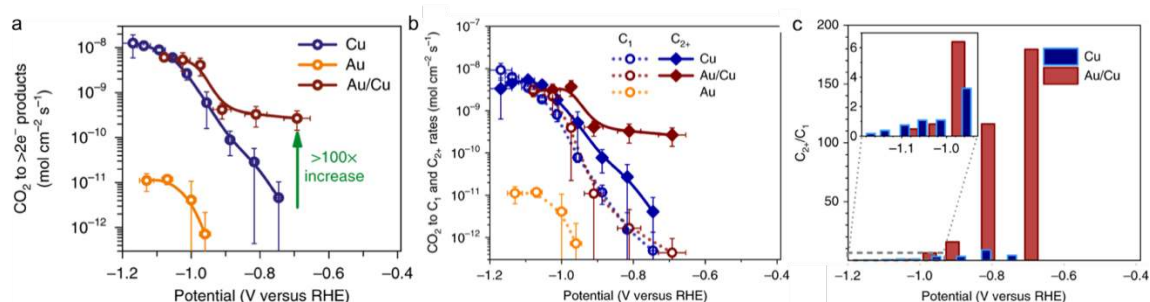 a
CO₂ to >2e⁻ products
(mol cm⁻² s⁻¹)
10⁻⁸
10⁻⁹
10⁻¹⁰
10⁻¹¹
10⁻¹²
Cu
Au
Au/Cu
>100×
increase
−1.2
−1.0
−0.8
−0.6
−0.4
Potential (V versus RHE)
b
CO₂ to C₁ and C₂₊ rates (mol cm⁻² s⁻¹)
10⁻⁶
10⁻⁷
10⁻⁸
10⁻⁹
10⁻¹⁰
10⁻¹¹
10⁻¹²
C₁ C₂₊
Cu
Au/Cu
Au
−1.2
−1.0
−0.8
−0.6
−0.4
Potential (V versus RHE)
c
C₂₊/C₁
200
150
100
50
Cu
Au/Cu
6
4
2
0
−1.1
−1.0
−1.2
−1.0
−0.8
−0.6
−0.4
Potential (V versus RHE)